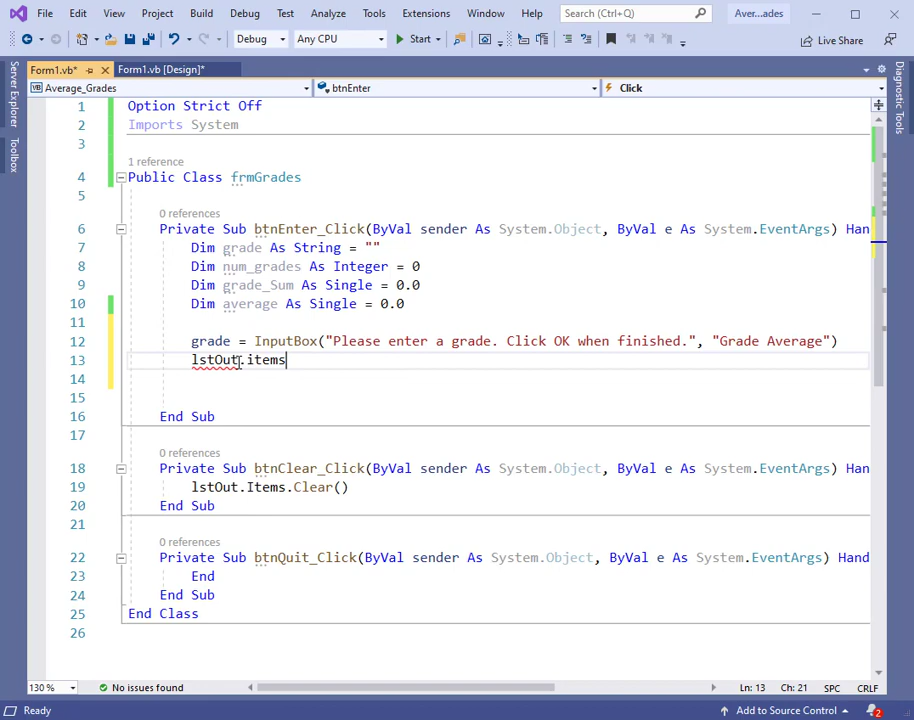 File Edit View Project Build Debug Test Analyze Tools Extensions Window Help Search (Ctrl+Q) Aver...ades
Debug Any CPU Start Live Share
Form1.vb* Form1.vb [Design]*
Average_Grades btnEnter Click
Server Explorer
Toolbox
Diagnostic Tools
1 Option Strict Off
2 Imports System
3
1 reference
4 Public Class frmGrades
5
0 references
6 Private Sub btnEnter_Click(ByVal sender As System.Object, ByVal e As System.EventArgs) Han
7 Dim grade As String = ""
8 Dim num_grades As Integer = 0
9 Dim grade_Sum As Single = 0.0
10 Dim average As Single = 0.0
11
12 grade = InputBox("Please enter a grade. Click OK when finished.", "Grade Average")
13 lstOut.items
14
15
16 End Sub
17
0 references
18 Private Sub btnClear_Click(ByVal sender As System.Object, ByVal e As System.EventArgs) Han
19 lstOut.Items.Clear()
20 End Sub
21
0 references
22 Private Sub btnQuit_Click(ByVal sender As System.Object, ByVal e As System.EventArgs) Hand
23 End
24 End Sub
25 End Class
26
130 % No issues found Ln: 13 Ch: 21 SPC CRLF
Ready Add to Source Control 2